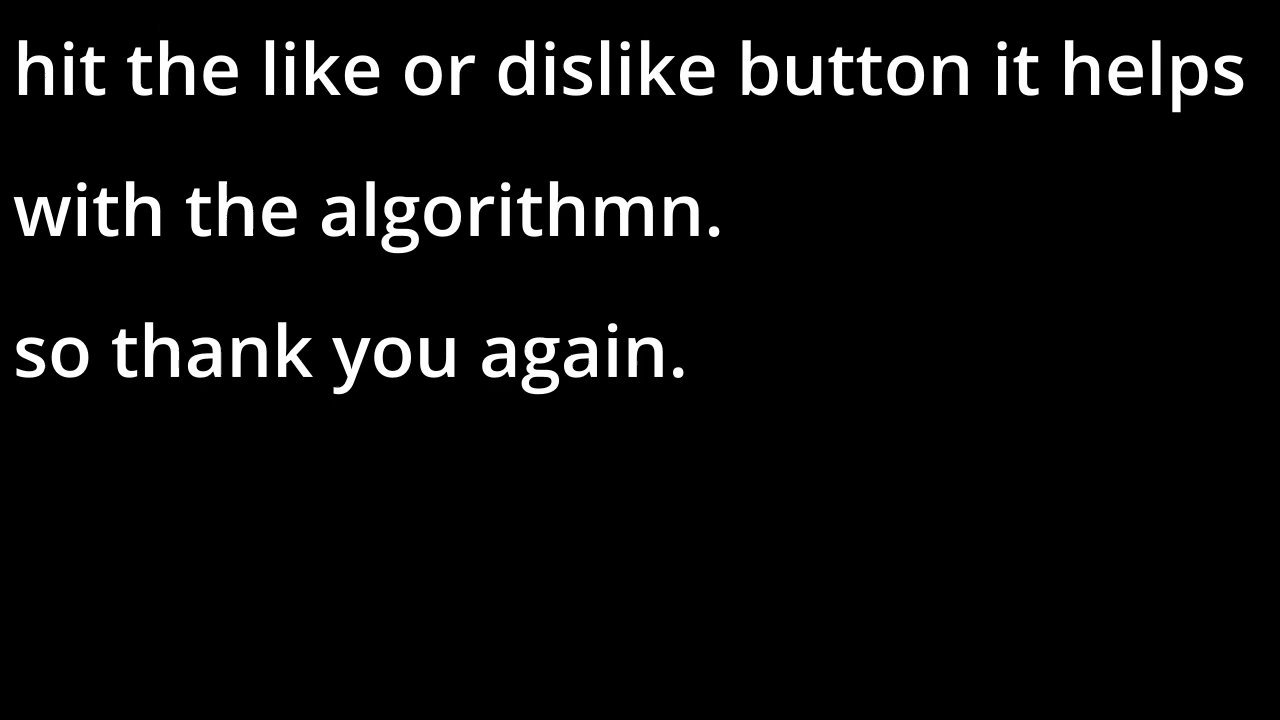 hit the like or dislike button it helps
with the algorithmn.
so thank you again.